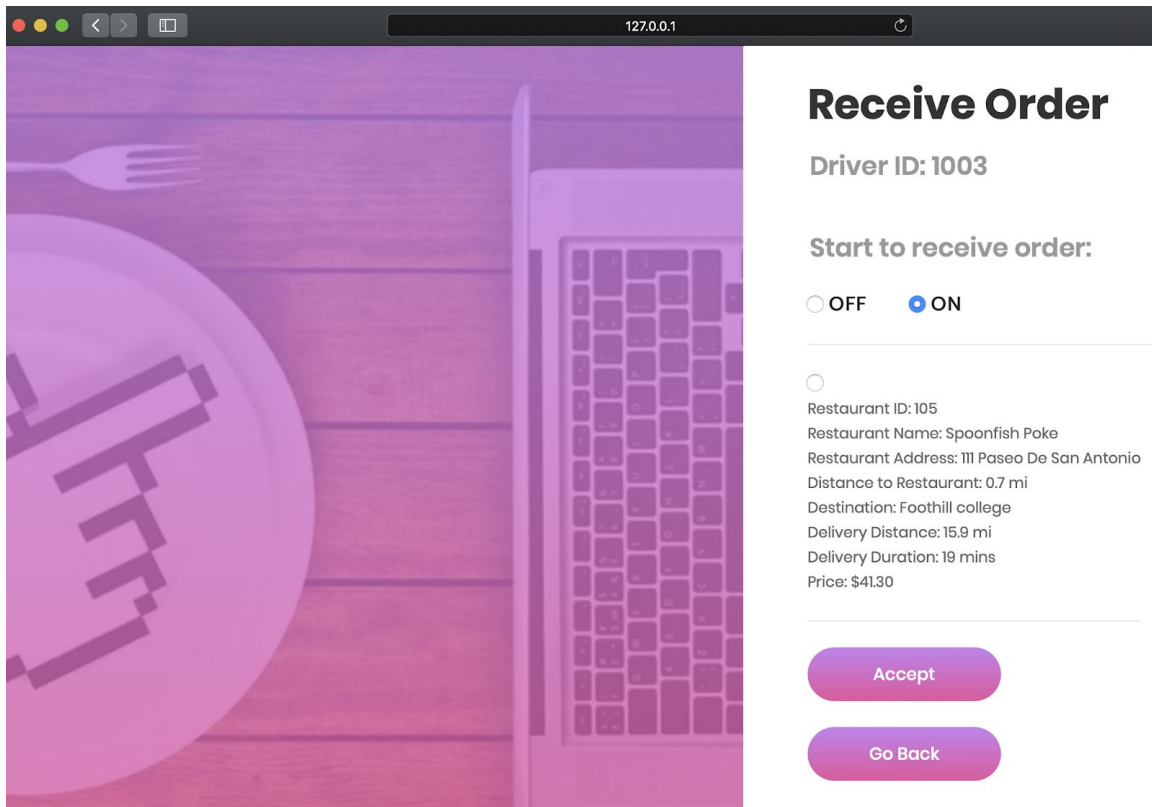 127.0.0.1
Receive Order
Driver ID: 1003
Start to receive order:
OFF ON
Restaurant ID: 105
Restaurant Name: Spoonfish Poke
Restaurant Address: 111 Paseo De San Antonio
Distance to Restaurant: 0.7 mi
Destination: Foothill college
Delivery Distance: 15.9 mi
Delivery Duration: 19 mins
Price: $41.30
Accept
Go Back